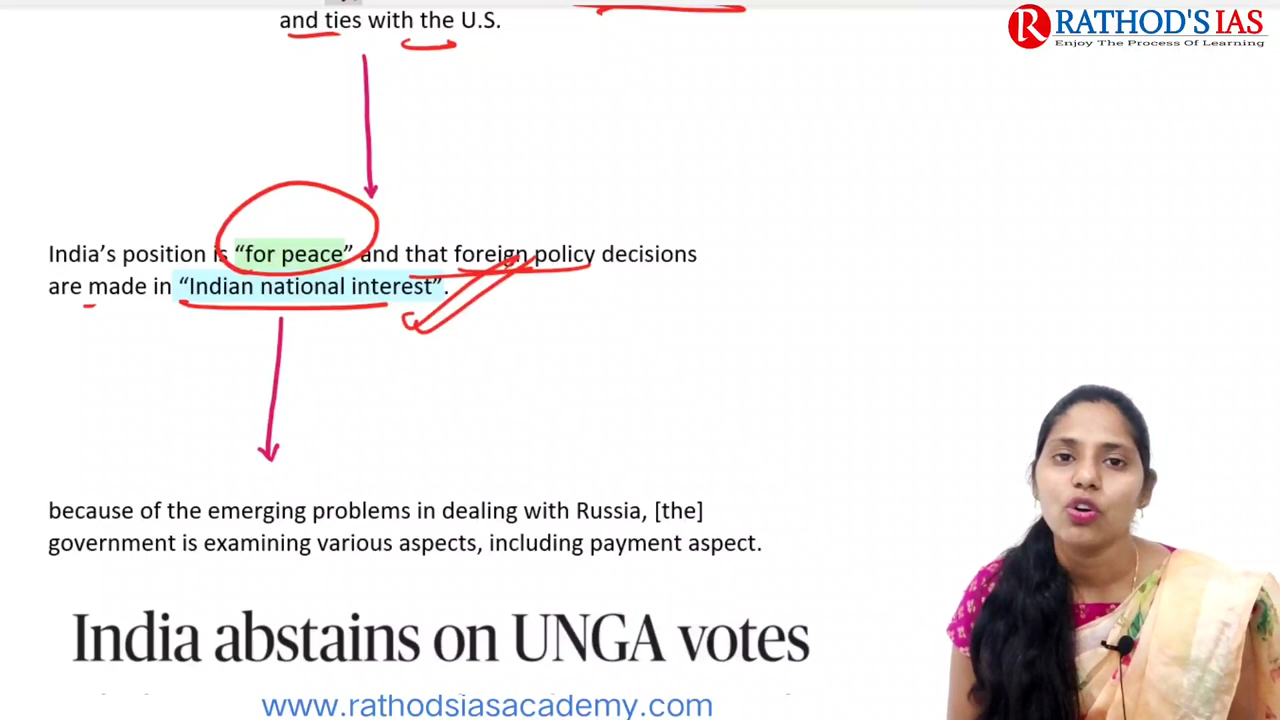 and ties with the U.S.
RATHOD'S IAS
Enjoy The Process Of Learning
India’s position is “for peace” and that foreign policy decisions
are made in “Indian national interest”.
because of the emerging problems in dealing with Russia, [the]
government is examining various aspects, including payment aspect.
India abstains on UNGA votes
www.rathodsiasacademy.com